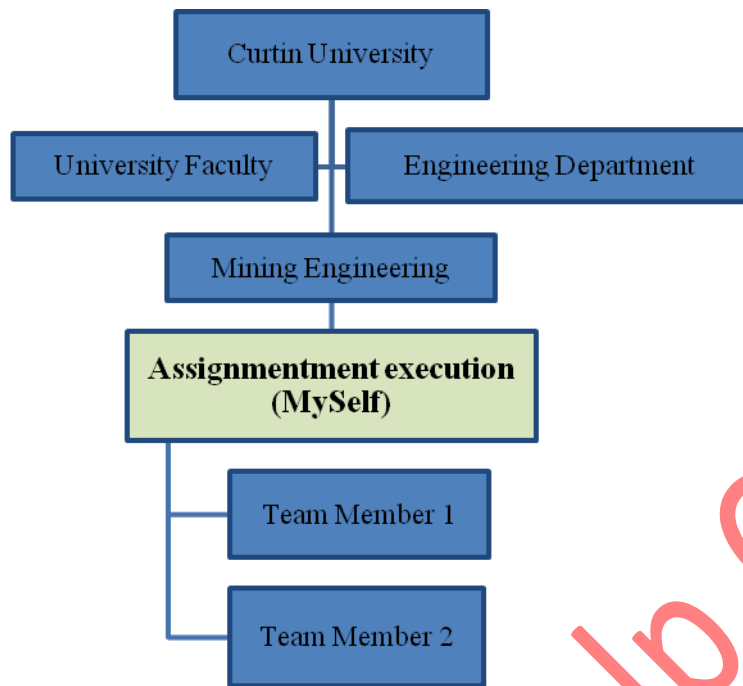 Curtin University
University Faculty
Engineering Department
Mining Engineering
Assignmentment execution
(MySelf)
Team Member 1
Team Member 2